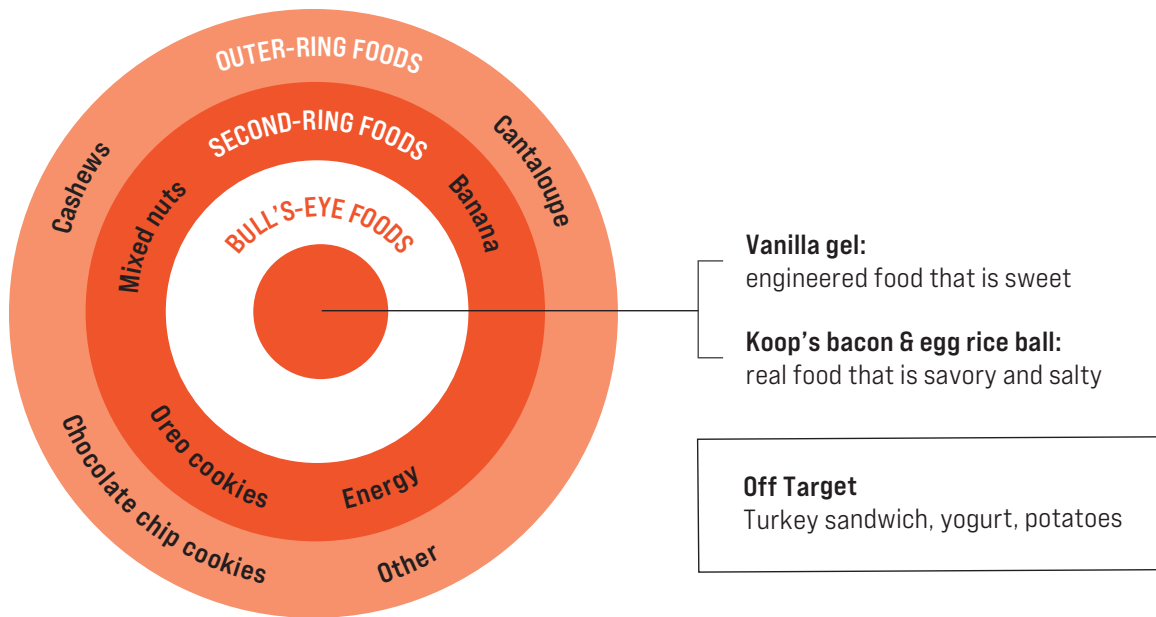 OUTER-RING FOODS
Cashews
Cantaloupe
Chocolate chip cookies
Other
SECOND-RING FOODS
Mixed nuts
Banana
Oreo cookies
Energy
BULL'S-EYE FOODS
Vanilla gel:
engineered food that is sweet
Koop's bacon & egg rice ball:
real food that is savory and salty
Off Target
Turkey sandwich, yogurt, potatoes